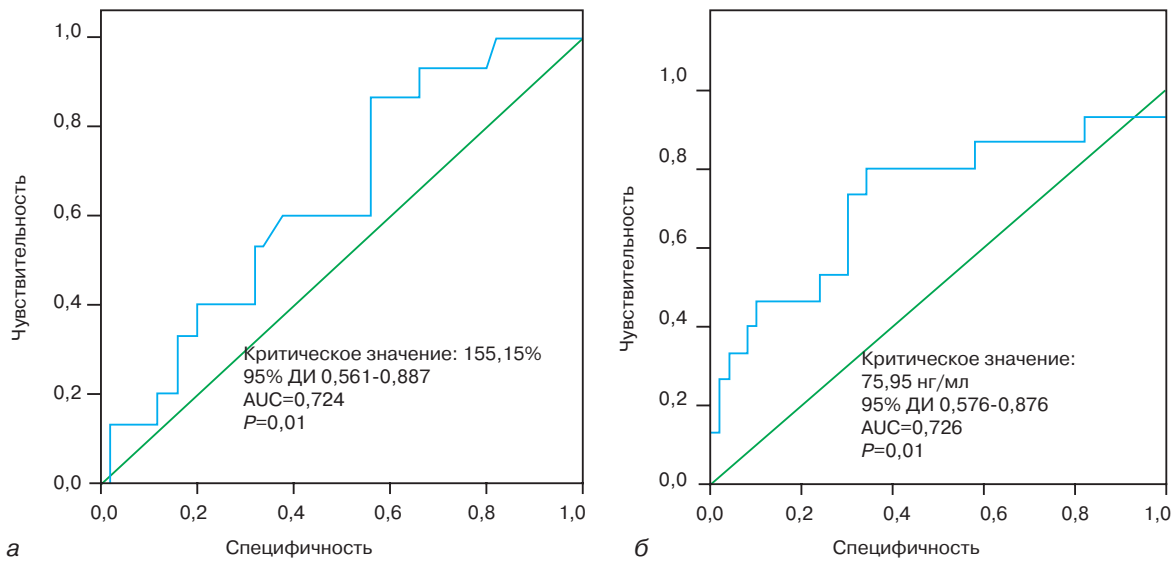 1,0
0,8
0,6
0,4
0,2
0,0
Чувствительность
Критическое значение: 155,15%
95% ДИ 0,561-0,887
AUC=0,724
P=0,01
0,0 0,2 0,4 0,6 0,8 1,0
Специфичность
а
1,0
0,8
0,6
0,4
0,2
0,0
Чувствительность
Критическое значение:
75,95 нг/мл
95% ДИ 0,576-0,876
AUC=0,726
P=0,01
0,0 0,2 0,4 0,6 0,8 1,0
Специфичность
б